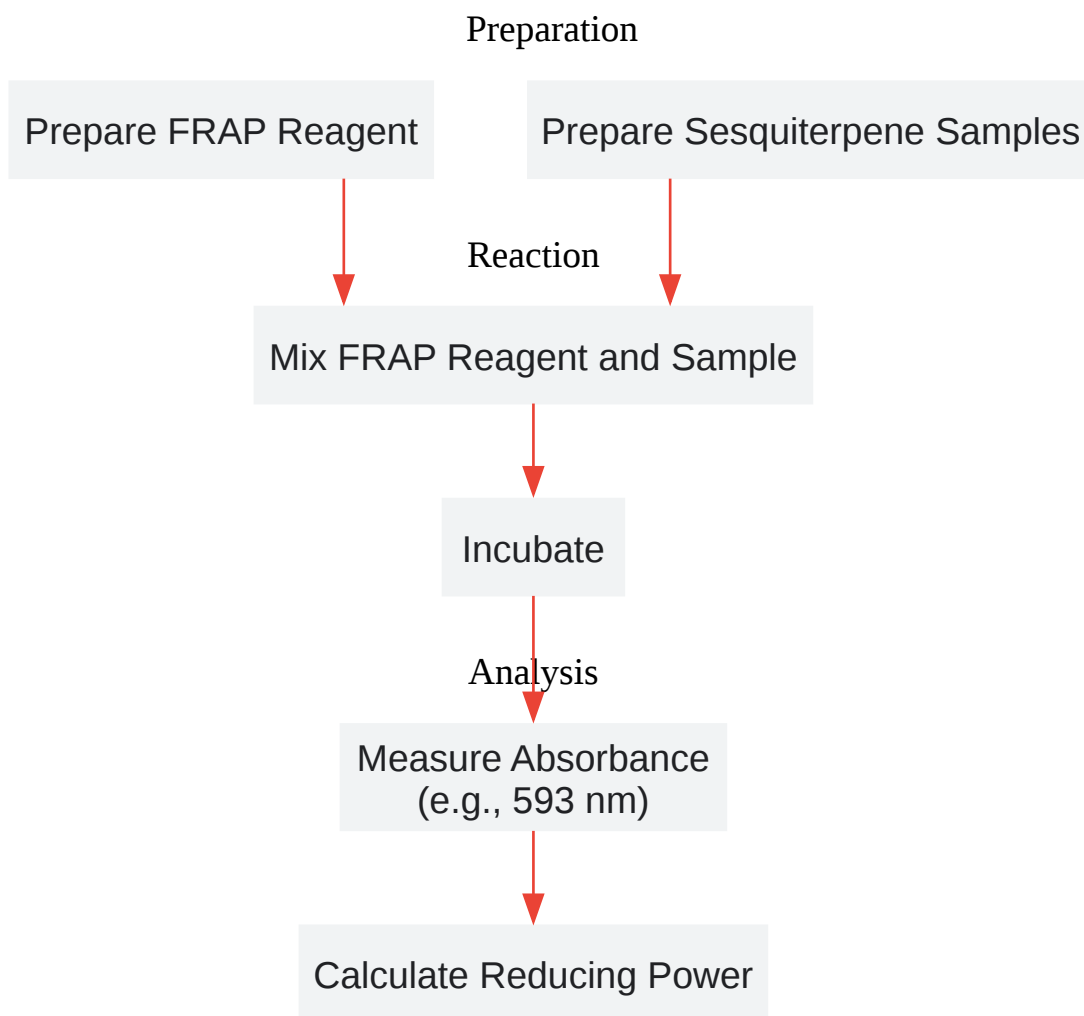 Preparation
Prepare FRAP Reagent
Prepare Sesquiterpene Samples
Reaction
Mix FRAP Reagent and Sample
Incubate
Analysis
Measure Absorbance
(e.g., 593 nm)
Calculate Reducing Power